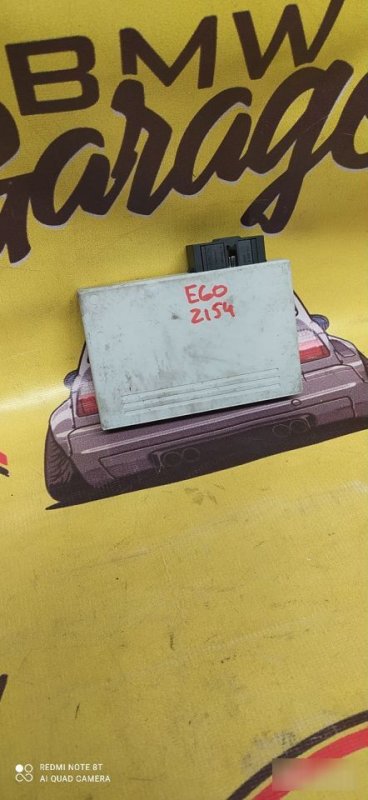 BMW
Garage
E60
2154
REDMI NOTE 8T
AI QUAD CAMERA